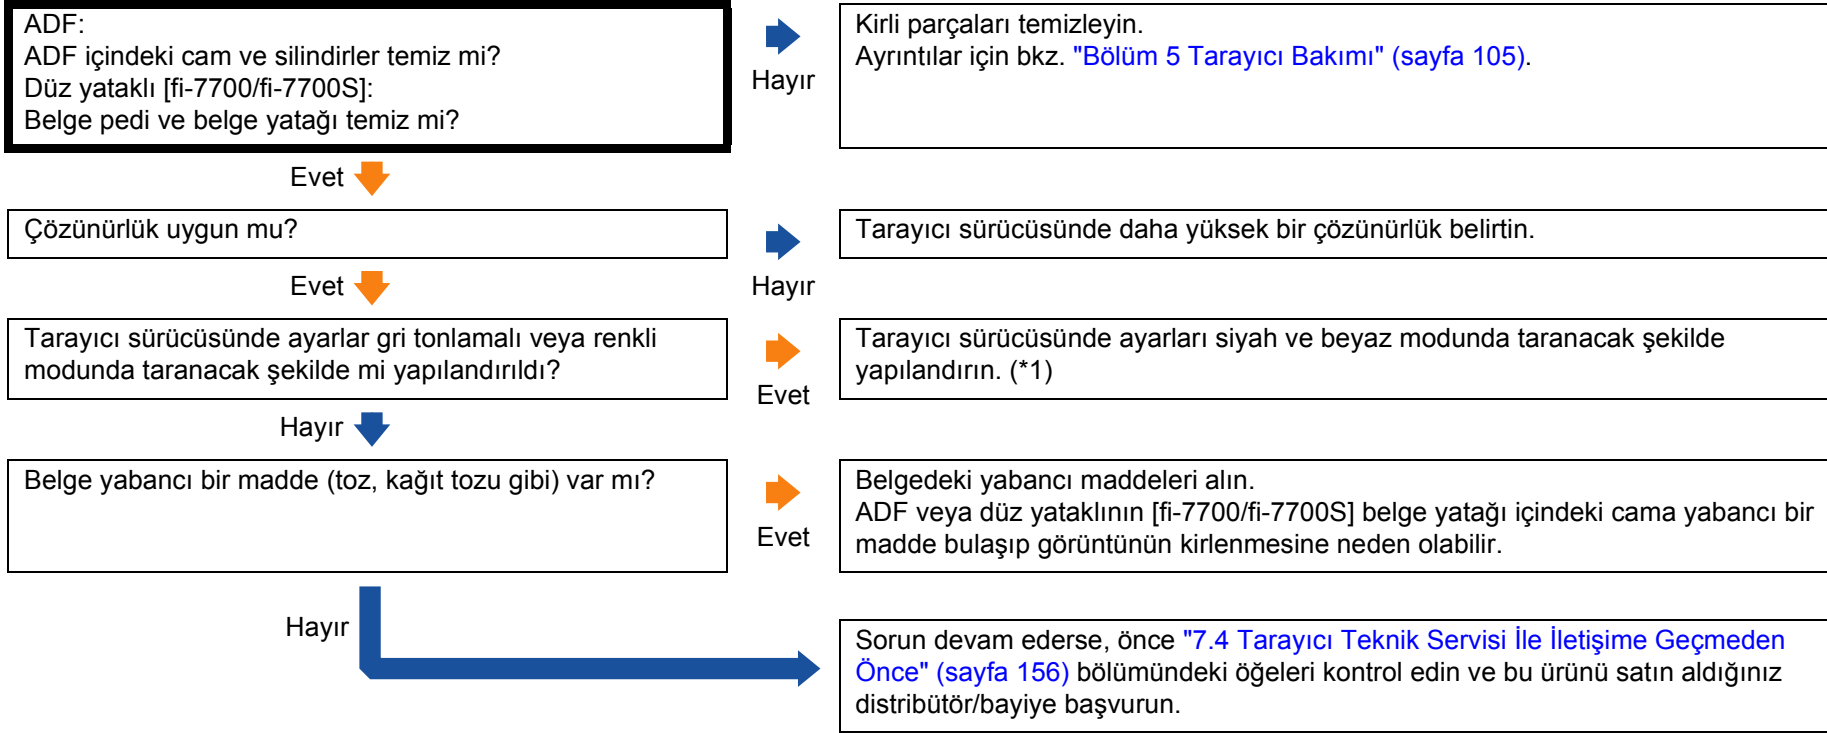 ADF:
ADF içindeki cam ve silindirler temiz mi?
Düz yataklı [fi-7700/fi-7700S]:
Belge pedi ve belge yatağı temiz mi?
Hayır
Kirli parçaları temizleyin.
Ayrıntılar için bkz. "Bölüm 5 Tarayıcı Bakımı" (sayfa 105).
Evet
Çözünürlük uygun mu?
Hayır
Tarayıcı sürücüsünde daha yüksek bir çözünürlük belirtin.
Evet
Tarayıcı sürücüsünde ayarlar gri tonlamalı veya renkli
modunda taranacak şekilde mi yapılandırıldı?
Evet
Tarayıcı sürücüsünde ayarları siyah ve beyaz modunda taranacak şekilde
yapılandırın. (*1)
Hayır
Belge yabancı bir madde (toz, kağıt tozu gibi) var mı?
Evet
Belgedeki yabancı maddeleri alın.
ADF veya düz yataklının [fi-7700/fi-7700S] belge yatağı içindeki cama yabancı bir
madde bulaşıp görüntünün kirlenmesine neden olabilir.
Hayır
Sorun devam ederse, önce "7.4 Tarayıcı Teknik Servisi İle İletişime Geçmeden
Önce" (sayfa 156) bölümündeki öğeleri kontrol edin ve bu ürünü satın aldığınız
distribütör/bayiye başvurun.